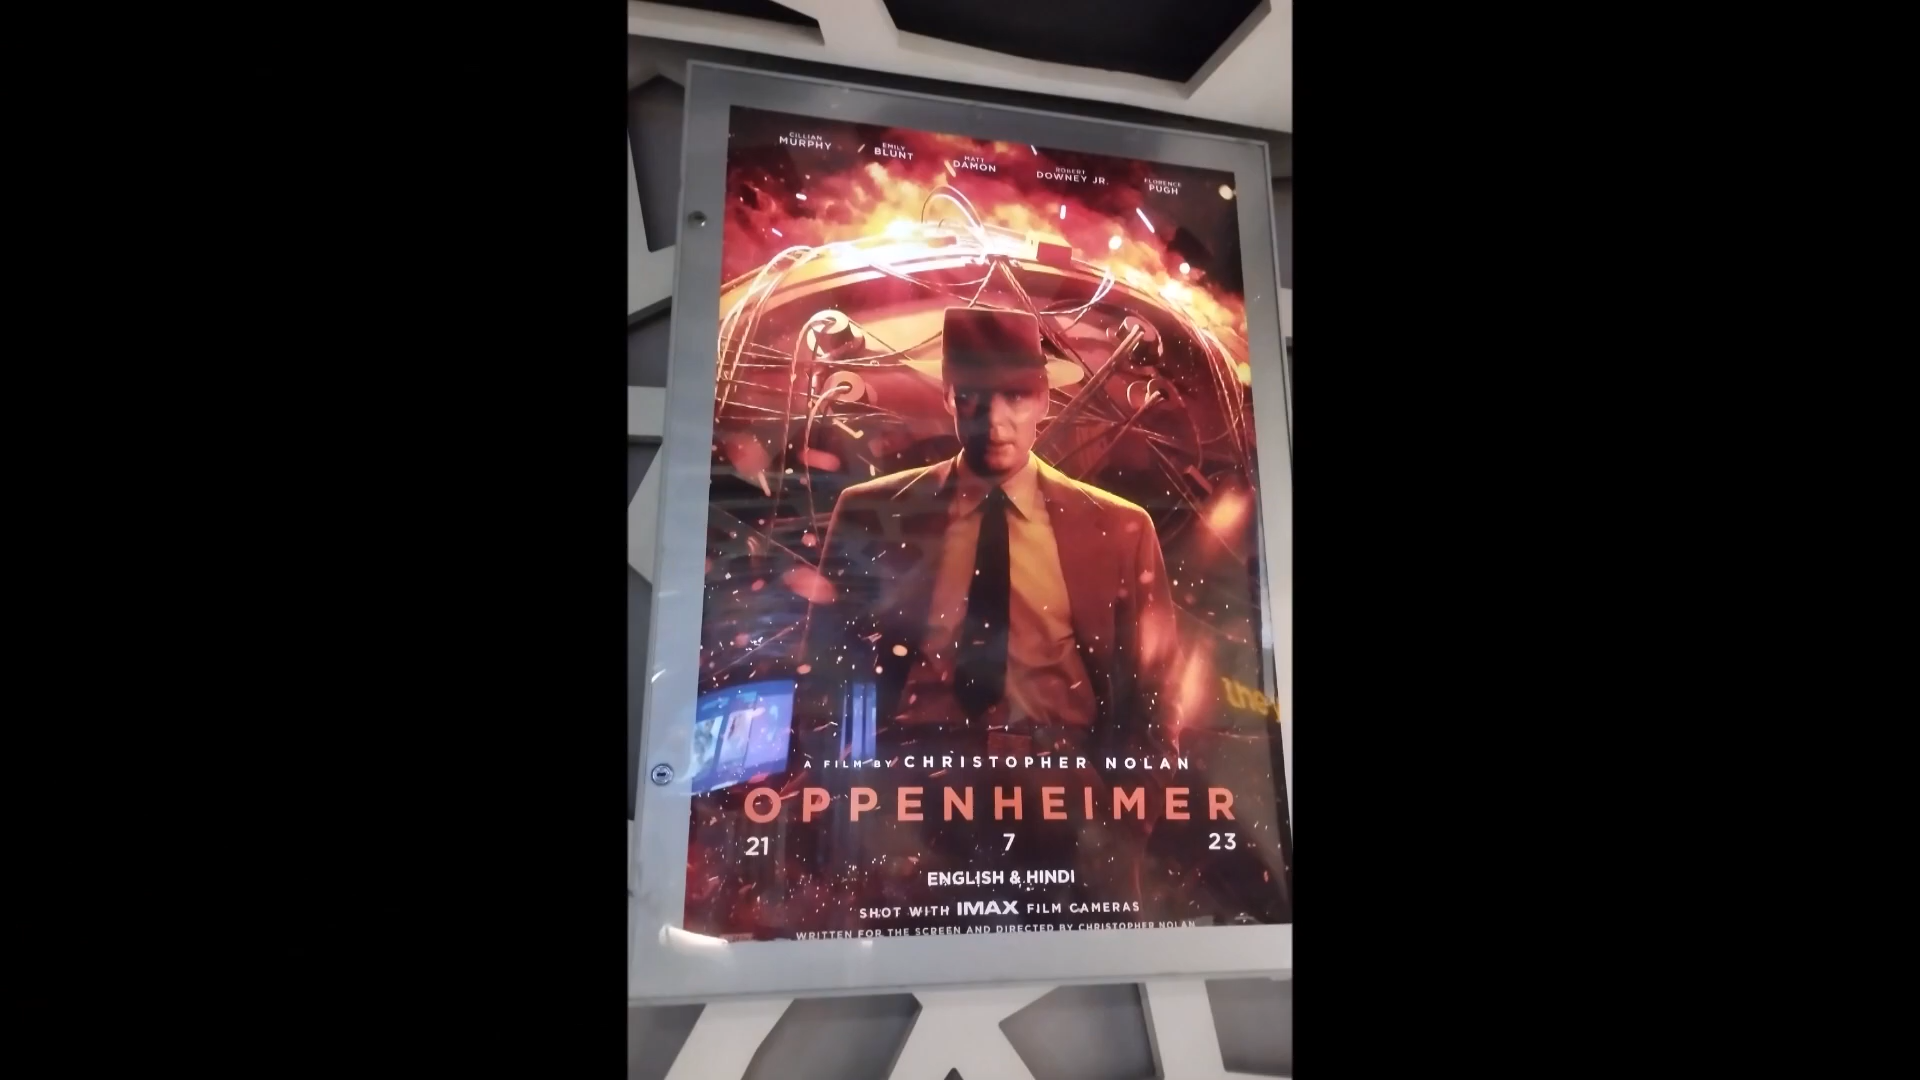 CILLIAN
MURPHY
EMILY
BLUNT
MATT
DAMON
ROBERT
DOWNEY JR.
FLORENCE
PUGH
A FILM BY CHRISTOPHER NOLAN
OPPENHEIMER
21 7 23
ENGLISH & HINDI
SHOT WITH IMAX FILM CAMERAS
WRITTEN FOR THE SCREEN AND DIRECTED BY CHRISTOPHER NOLAN